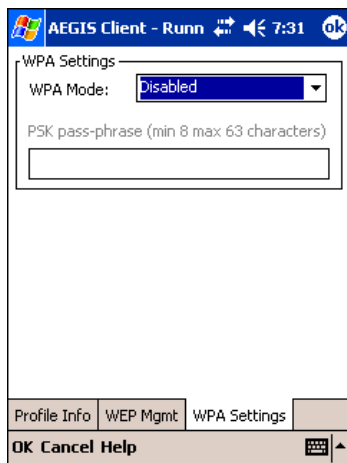 AEGIS Client - Runn 7:31 ok
WPA Settings
WPA Mode: Disabled
PSK pass-phrase (min 8 max 63 characters)
Profile Info WEP Mgmt WPA Settings
OK Cancel Help